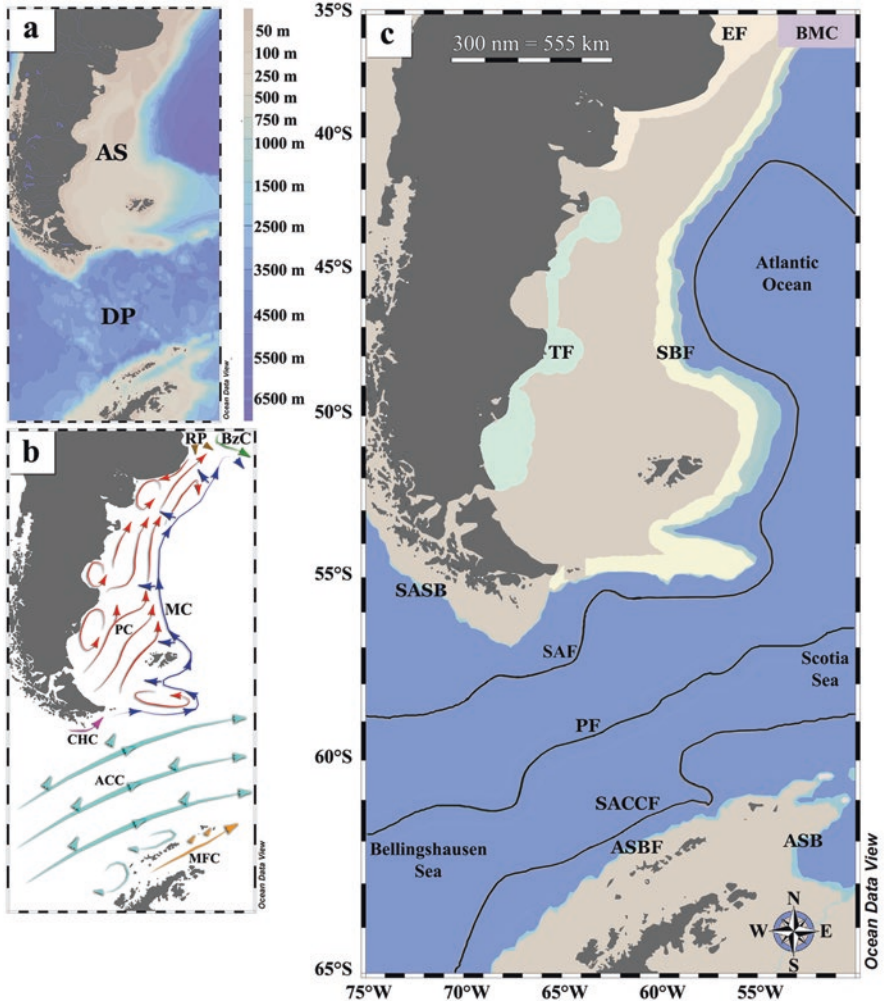 a
AS
DP
50 m
100 m
250 m
500 m
750 m
1000 m
1500 m
2500 m
3500 m
4500 m
5500 m
6500 m
Ocean Data View
b
RP
BzC
MC
PC
CHC
ACC
MFC
Ocean Data View
c
300 nm = 555 km
EF
BMC
35°S
40°S
45°S
50°S
55°S
60°S
65°S
Atlantic
Ocean
TF
SBF
SASB
SAF
Scotia
Sea
PF
SACCF
Bellingshausen
Sea
ASBF
ASB
N
W
E
S
75°W
70°W
65°W
60°W
55°W
Ocean Data View